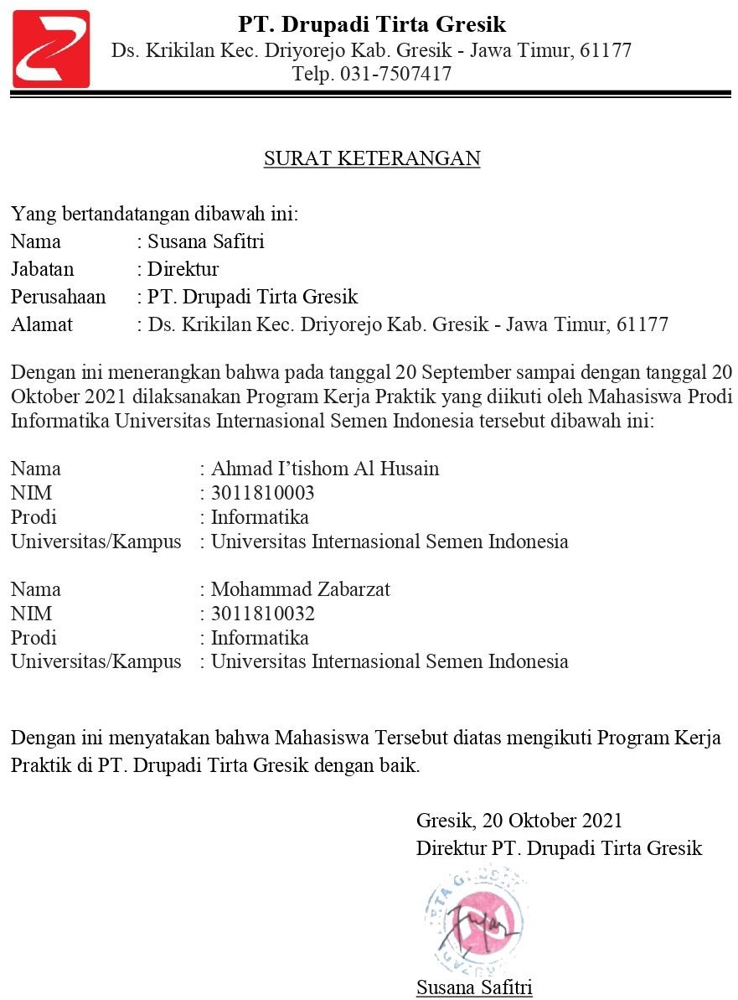 PT. Drupadi Tirta Gresik
Ds. Krikilan Kec. Driyorejo Kab. Gresik - Jawa Timur, 61177
Telp. 031-7507417
SURAT KETERANGAN
Yang bertandatangan dibawah ini:
Nama : Susana Safitri
Jabatan : Direktur
Perusahaan : PT. Drupadi Tirta Gresik
Alamat : Ds. Krikilan Kec. Driyorejo Kab. Gresik - Jawa Timur, 61177
Dengan ini menerangkan bahwa pada tanggal 20 September sampai dengan tanggal 20
Oktober 2021 dilaksanakan Program Kerja Praktik yang diikuti oleh Mahasiswa Prodi
Informatika Universitas Internasional Semen Indonesia tersebut dibawah ini:
Nama : Ahmad I’tishom Al Husain
NIM : 3011810003
Prodi : Informatika
Universitas/Kampus : Universitas Internasional Semen Indonesia
Nama : Mohammad Zabarzat
NIM : 3011810032
Prodi : Informatika
Universitas/Kampus : Universitas Internasional Semen Indonesia
Dengan ini menyatakan bahwa Mahasiswa Tersebut diatas mengikuti Program Kerja
Praktik di PT. Drupadi Tirta Gresik dengan baik.
Gresik, 20 Oktober 2021
Direktur PT. Drupadi Tirta Gresik
Susana Safitri